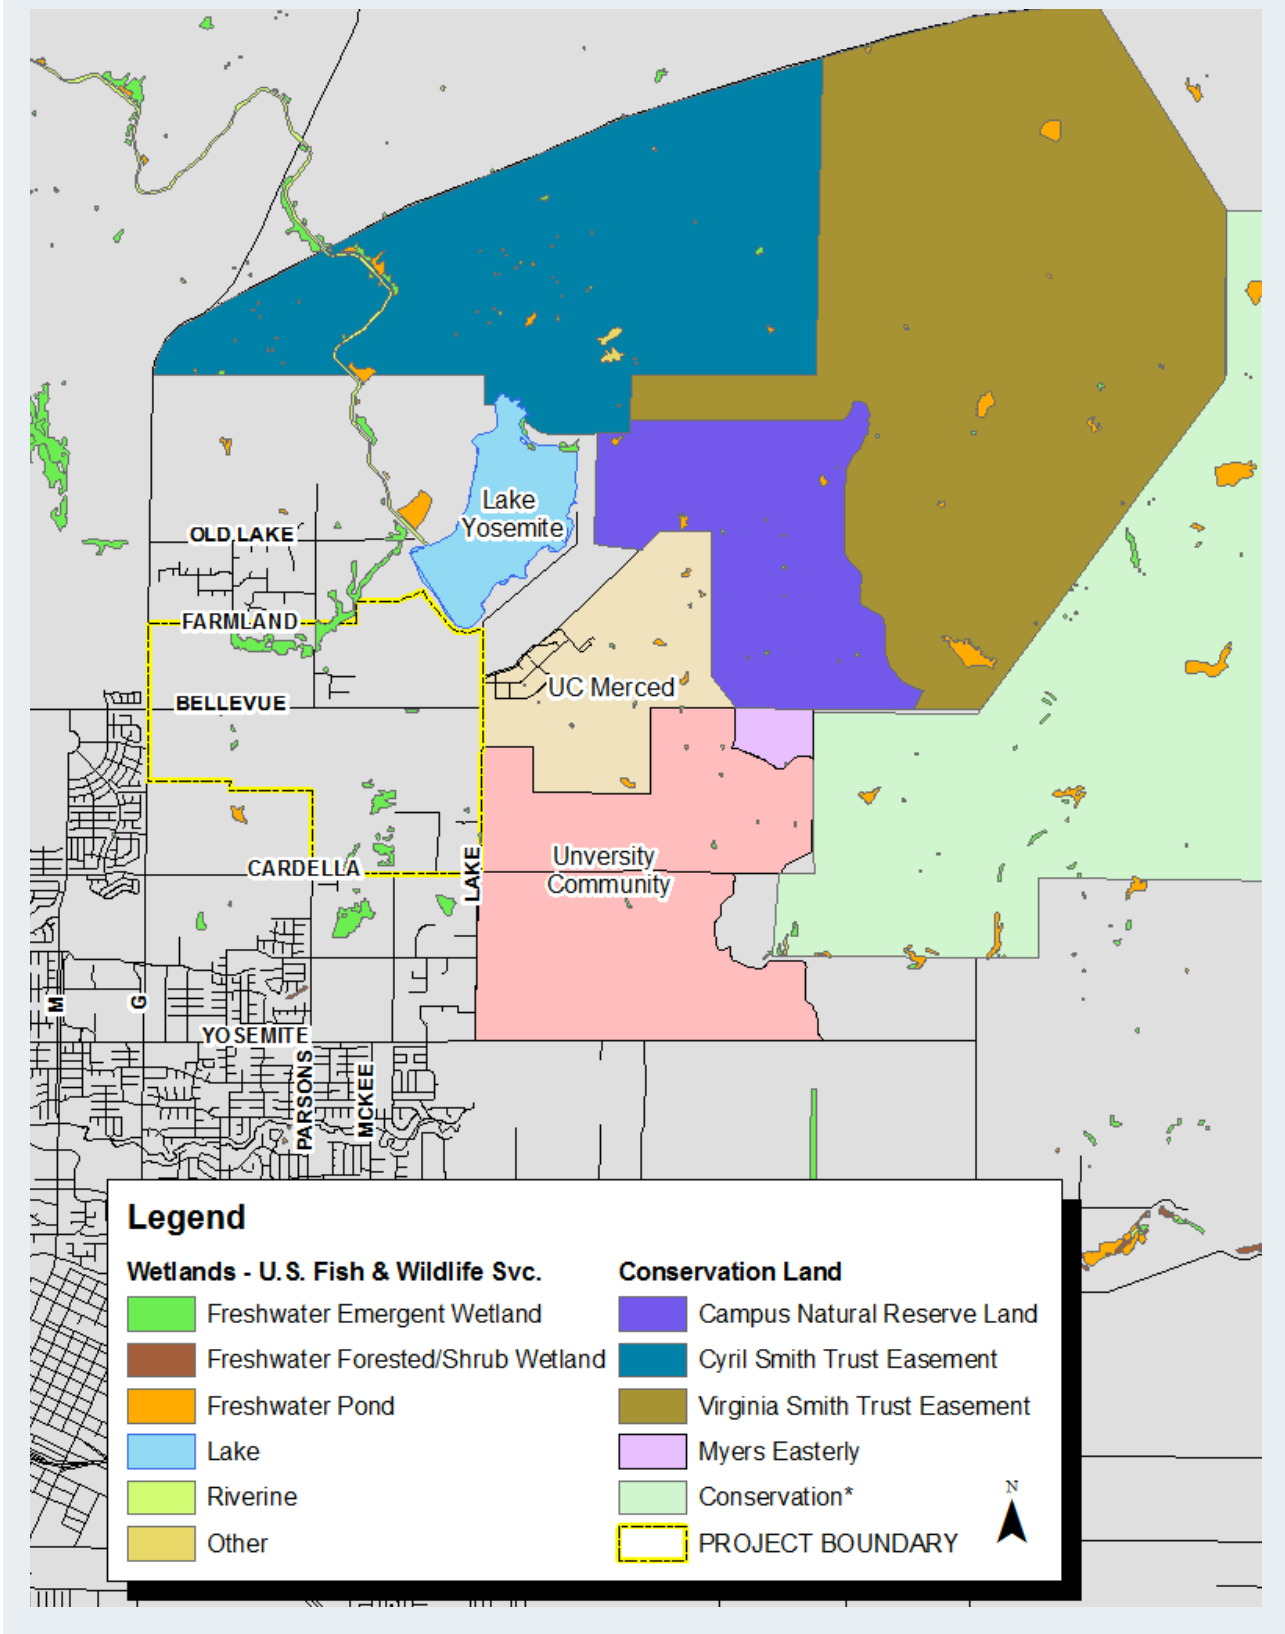 Lake
Yosemite
OLD LAKE
FARMLAND
UC Merced
BELLEVUE
Unversity
Community
CARDELLA
LAKE
M
G
YOSEMITE
PARSONS
MCKEE
Legend
Wetlands - U.S. Fish & Wildlife Svc.
Freshwater Emergent Wetland
Freshwater Forested/Shrub Wetland
Freshwater Pond
Lake
Riverine
Other
Conservation Land
Campus Natural Reserve Land
Cyril Smith Trust Easement
Virginia Smith Trust Easement
Myers Easterly
Conservation*
PROJECT BOUNDARY
N